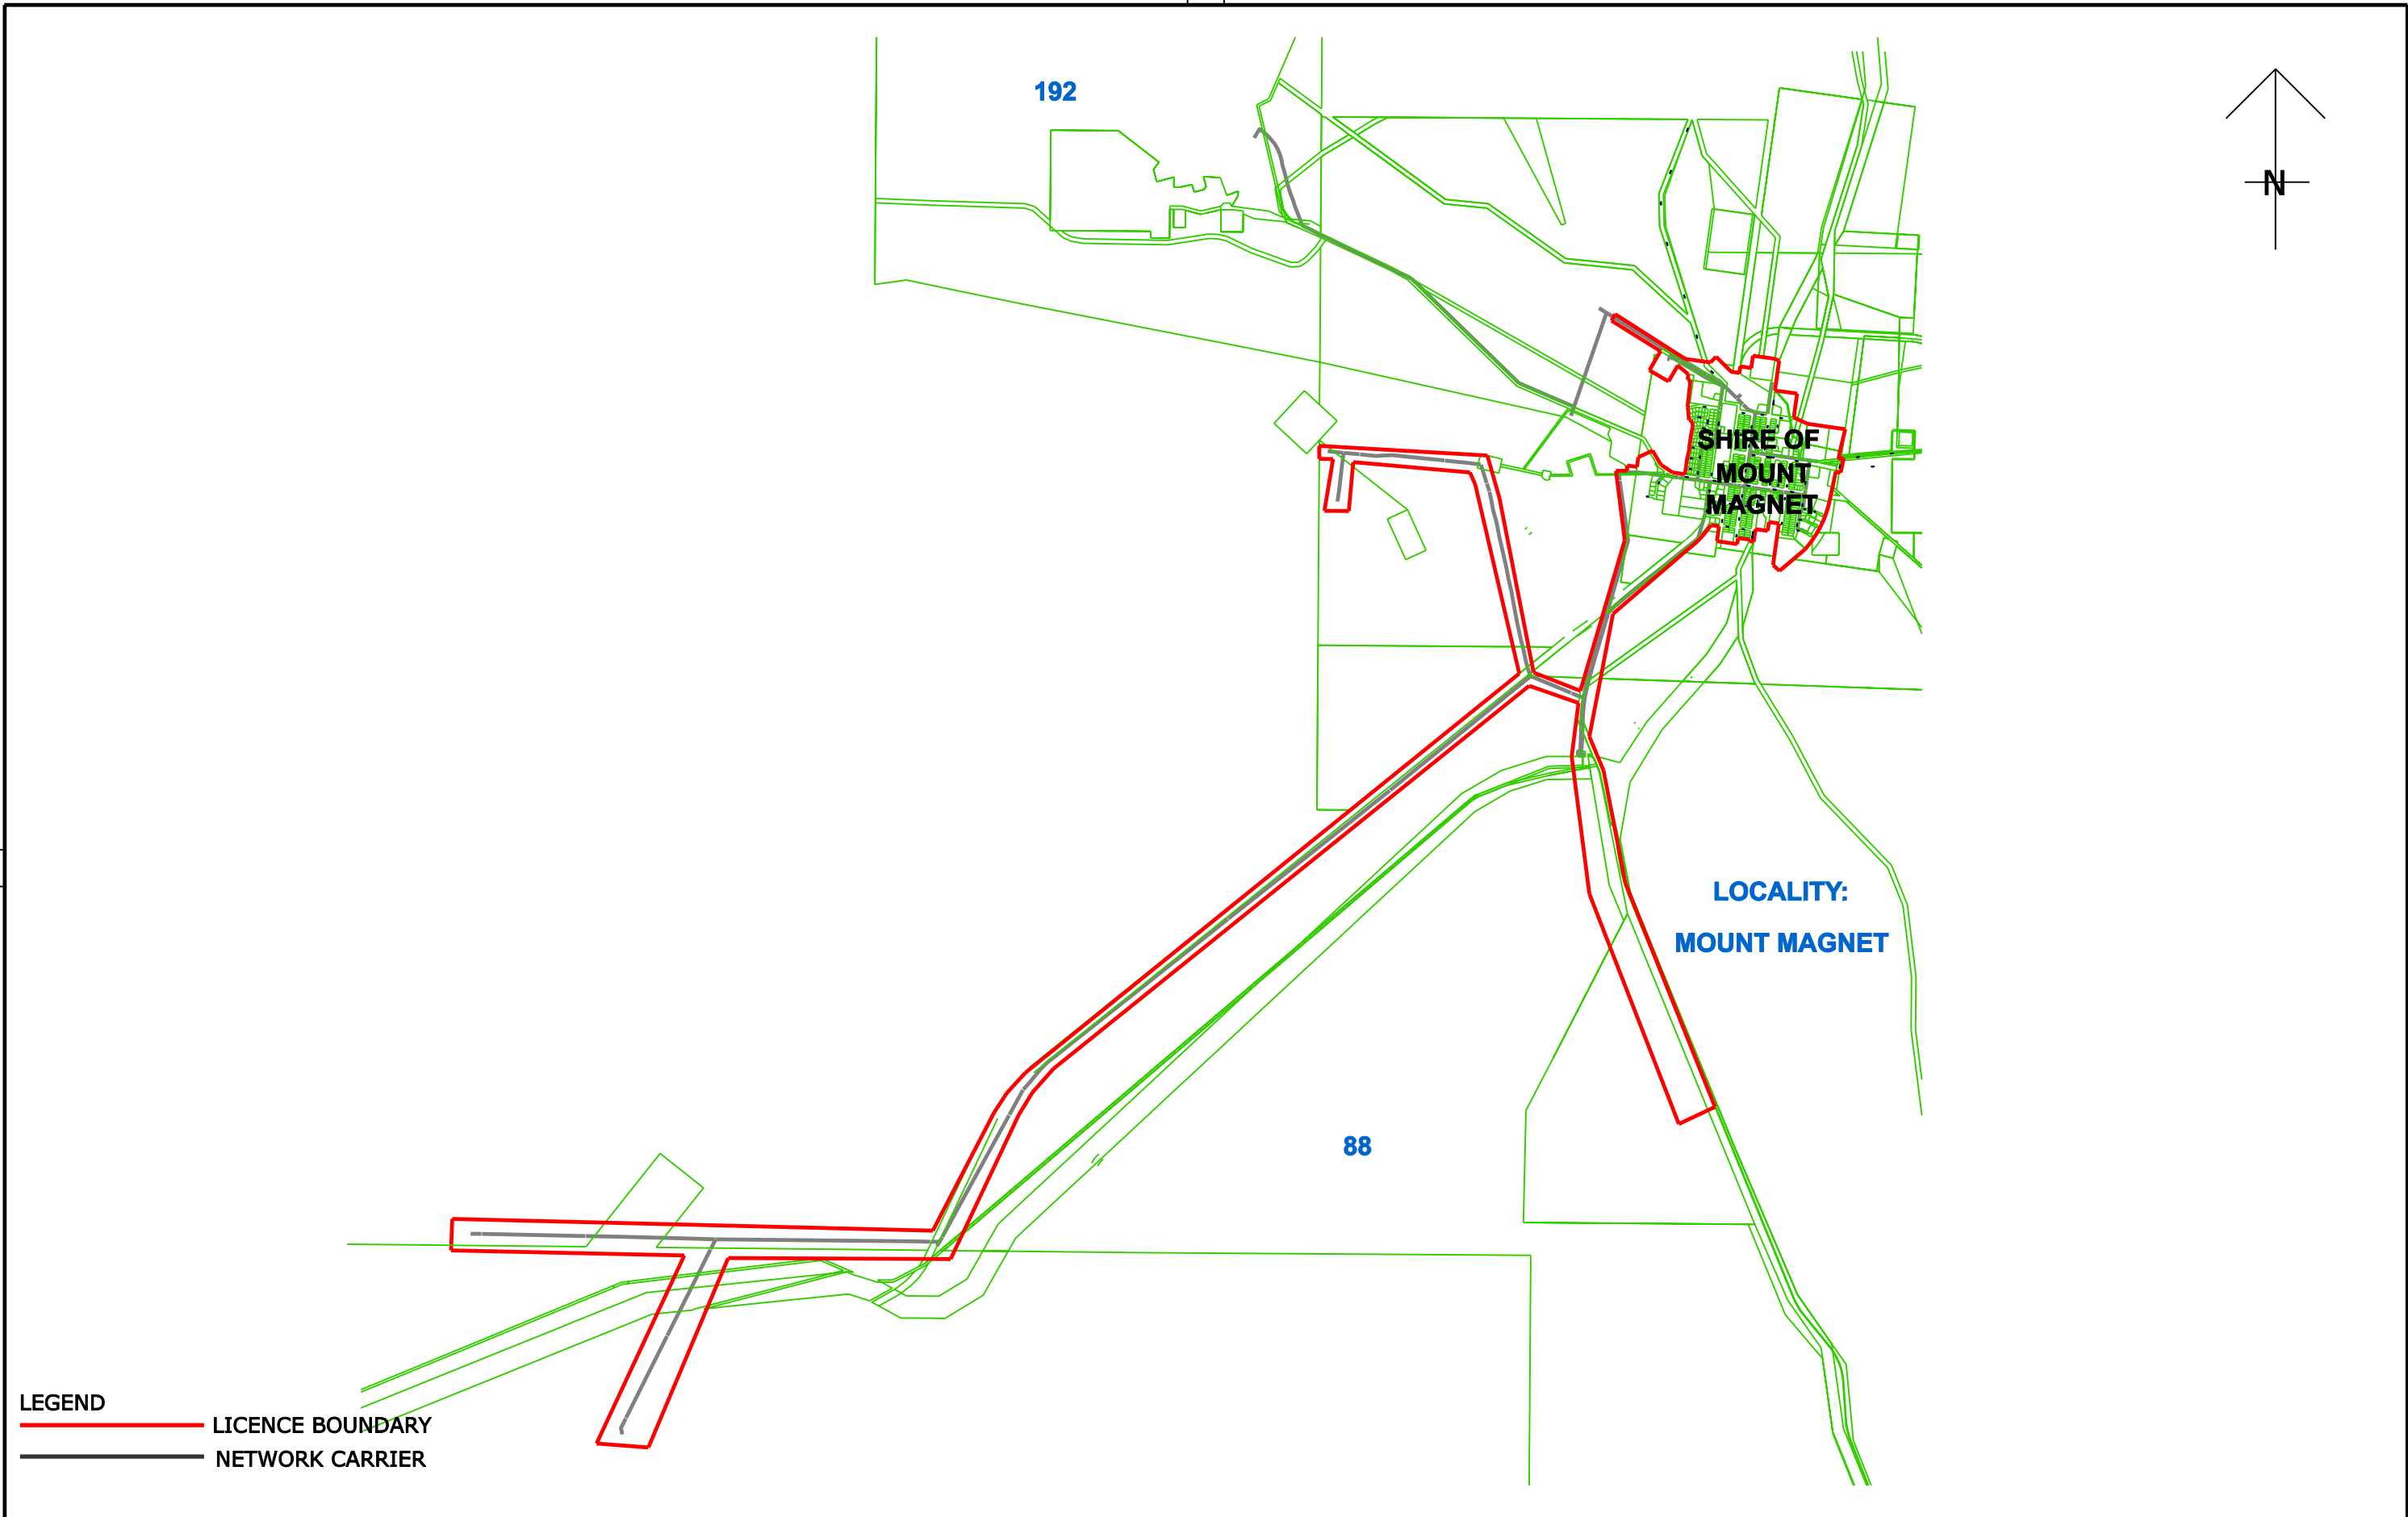 192
N
SHIRE OF
MOUNT
MAGNET
LOCALITY:
MOUNT MAGNET
88
LEGEND
LICENCE BOUNDARY
NETWORK CARRIER